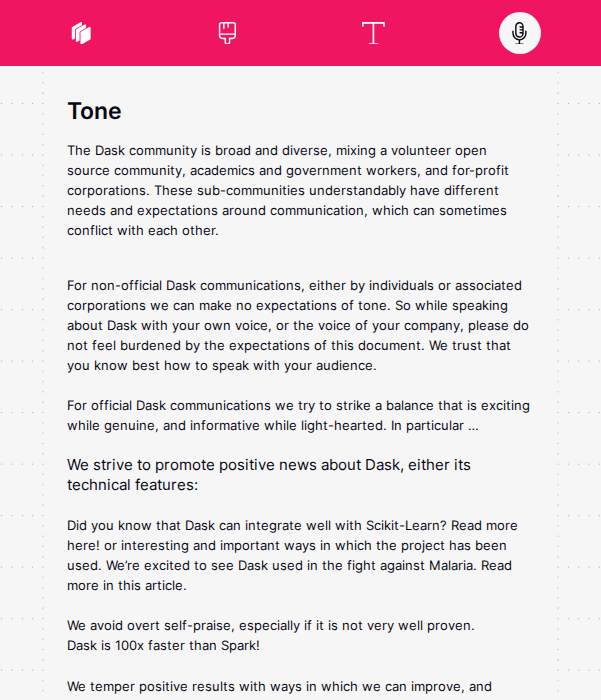 Tone
The Dask community is broad and diverse, mixing a volunteer open
source community, academics and government workers, and for-profit
corporations. These sub-communities understandably have different
needs and expectations around communication, which can sometimes
conflict with each other.
For non-official Dask communications, either by individuals or associated
corporations we can make no expectations of tone. So while speaking
about Dask with your own voice, or the voice of your company, please do
not feel burdened by the expectations of this document. We trust that
you know best how to speak with your audience.
For official Dask communications we try to strike a balance that is exciting
while genuine, and informative while light-hearted. In particular ...
We strive to promote positive news about Dask, either its
technical features:
Did you know that Dask can integrate well with Scikit-Learn? Read more
here! or interesting and important ways in which the project has been
used. We’re excited to see Dask used in the fight against Malaria. Read
more in this article.
We avoid overt self-praise, especially if it is not very well proven.
Dask is 100x faster than Spark!
We temper positive results with ways in which we can improve, and